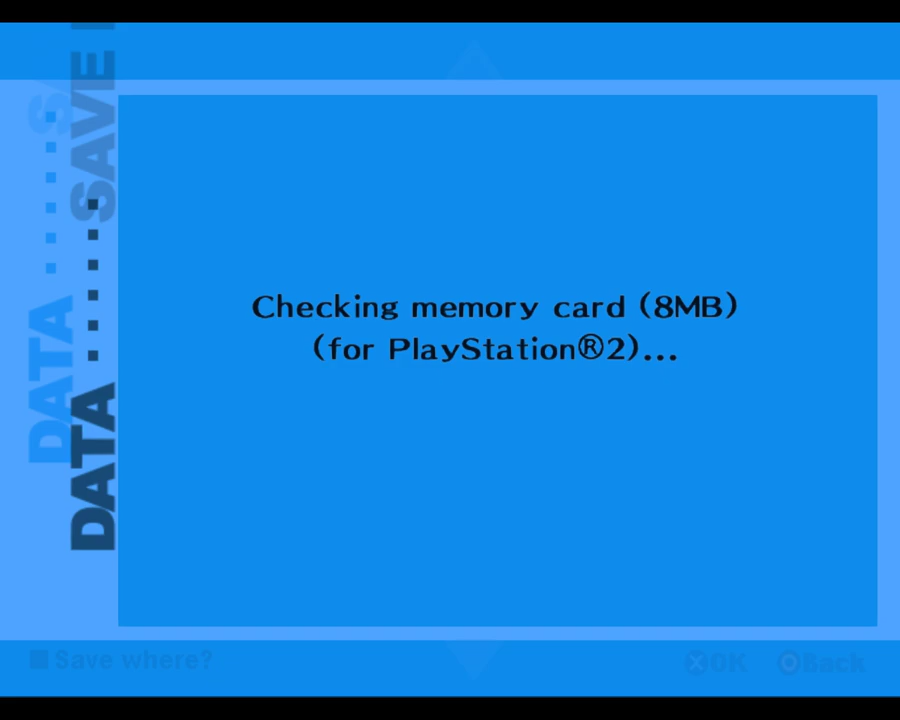 SAVE
DATA
DATA
Checking memory card (8MB)
(for PlayStation®2)...
Save where?
OK
Back